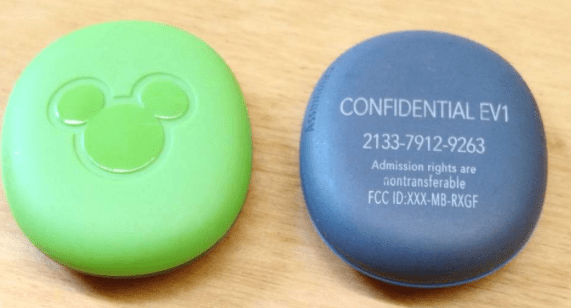 CONFIDENTIAL EV1
2133-7912-9263
Admission rights are
nontransferable
FCC ID:XXX-MB-RXGF